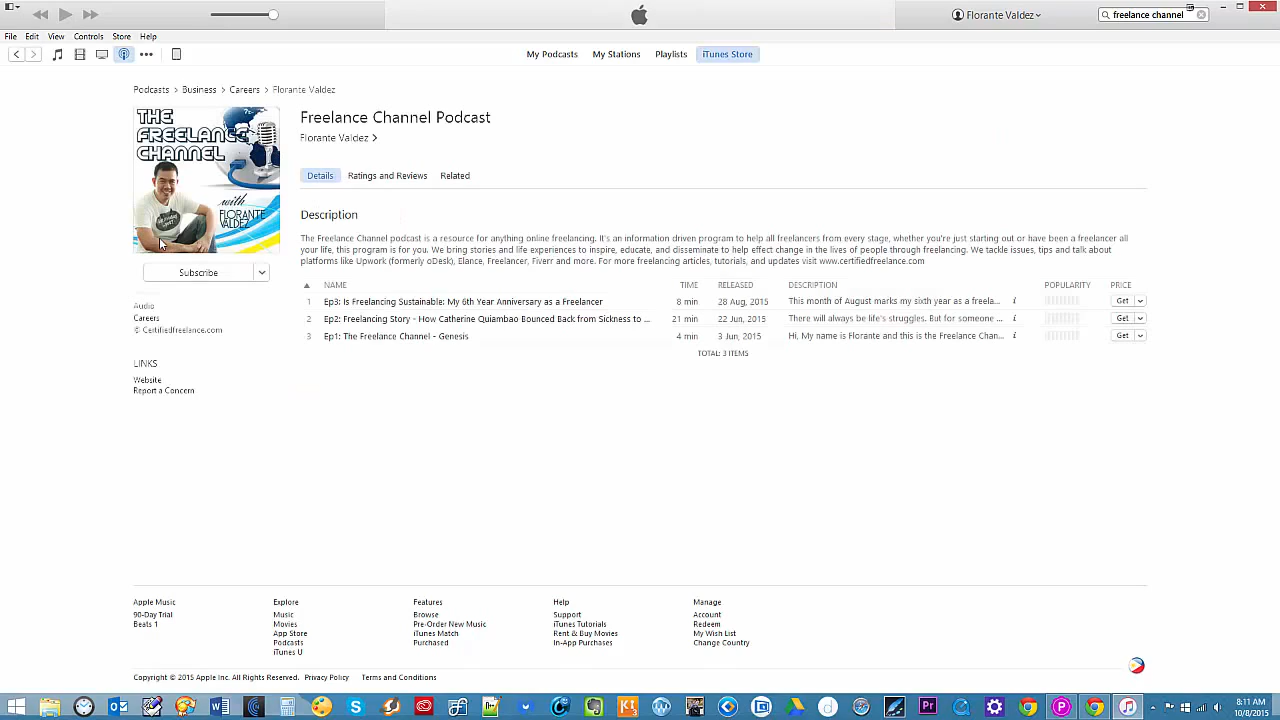 Florante Valdez
freelance channel
File Edit View Controls Store Help
My Podcasts My Stations Playlists iTunes Store
Podcasts > Business > Careers > Florante Valdez
THE
FREELANCE
CHANNEL
with
FLORANTE
VALDEZ
Subscribe
Audio
Careers
© Certifiedfreelance.com
LINKS
Website
Report a Concern
Freelance Channel Podcast
Florante Valdez >
Details Ratings and Reviews Related
Description
The Freelance Channel podcast is a resource for anything online freelancing. It's an information driven program to help all freelancers from every stage, whether you're just starting out or have been a freelancer all
your life, this program is for you. We bring stories and life experiences to inspire, educate, and disseminate to help effect change in the lives of people through freelancing. We tackle issues, tips and talk about
platforms like Upwork (formerly oDesk), Elance, Freelancer, Fiverr and more. For more freelancing articles, tutorials, and updates visit www.certifiedfreelance.com
NAME TIME RELEASED DESCRIPTION POPULARITY PRICE
1 Ep3: Is Freelancing Sustainable: My 6th Year Anniversary as a Freelancer 8 min 28 Aug, 2015 This month of August marks my sixth year as a freela... i Get
2 Ep2: Freelancing Story - How Catherine Quiambao Bounced Back from Sickness to ... 21 min 22 Jun, 2015 There will always be life's struggles. But for someone ... i Get
3 Ep1: The Freelance Channel - Genesis 4 min 3 Jun, 2015 Hi, My name is Florante and this is the Freelance Chan... i Get
TOTAL: 3 ITEMS
Apple Music Explore Features Help Manage
90-Day Trial Music Browse Support Account
Beats 1 Movies Pre-Order New Music iTunes Tutorials Redeem
App Store iTunes Match Rent & Buy Movies My Wish List
Podcasts Purchased In-App Purchases Change Country
iTunes U
Copyright © 2015 Apple Inc. All Rights Reserved. Privacy Policy Terms and Conditions
8:11 AM
10/8/2015